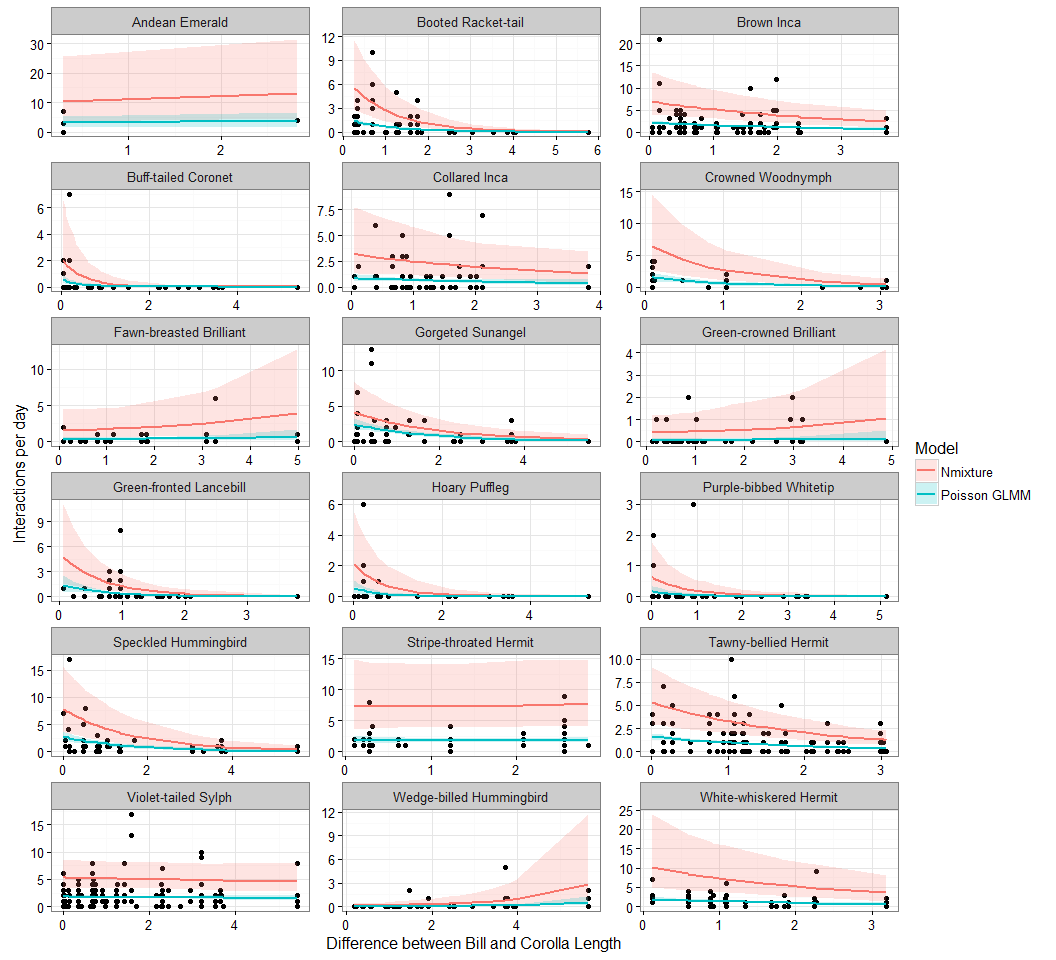 Andean Emerald Booted Racket-tail Brown Inca
30
20
10
0
1 2
12
9
6
3
0
0 1 2 3 4 5 6
20
15
10
5
0
0 1 2 3
Buff-tailed Coronet Collared Inca Crowned Woodnymph
6
4
2
0
0 2 4
7.5
5.0
2.5
0.0
0 1 2 3 4
15
10
5
0
0 1 2 3
Fawn-breasted Brilliant Gorgeted Sunangel Green-crowned Brilliant
10
5
0
0 1 2 3 4 5
10
5
0
0 2 4
4
3
2
1
0
0 1 2 3 4 5
Green-fronted Lancebill Hoary Puffleg Purple-bibbed Whitetip
9
6
3
0
0 1 2 3
6
4
2
0
0 2 4
3
2
1
0
0 1 2 3 4 5
Speckled Hummingbird Stripe-throated Hermit Tawny-bellied Hermit
15
10
5
0
0 2 4
15
10
5
0
0 1 2
10.0
7.5
5.0
2.5
0.0
0 1 2 3
Violet-tailed Sylph Wedge-billed Hummingbird White-whiskered Hermit
15
10
5
0
0 2 4
12
9
6
3
0
0 2 4
25
20
15
10
5
0
0 1 2 3
Interactions per day
Difference between Bill and Corolla Length
Model
Nmixture
Poisson GLMM